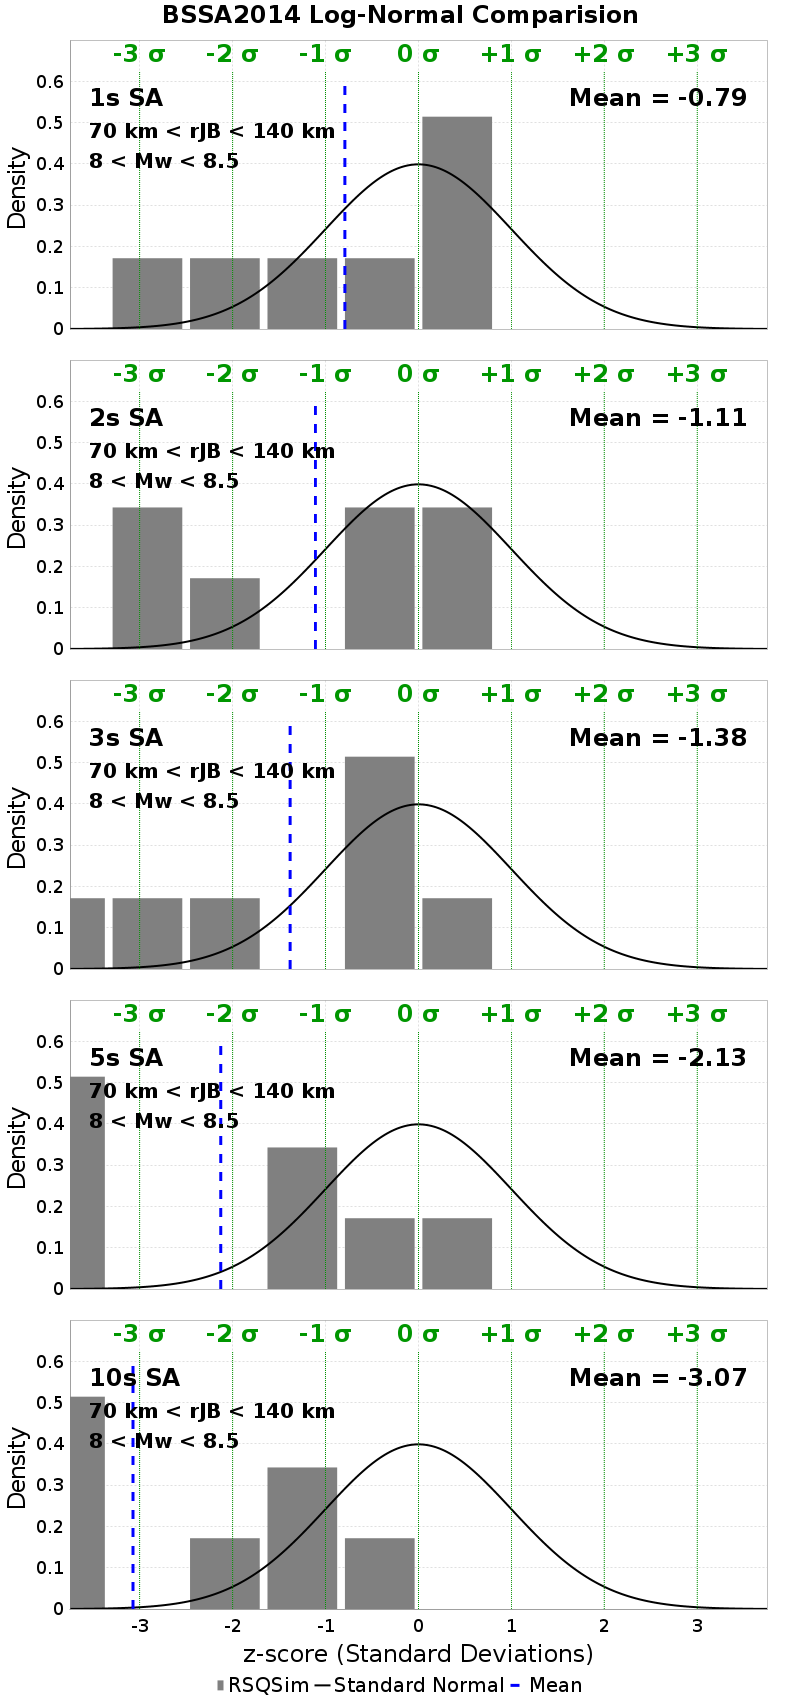 BSSA2014 Log-Normal Comparision
-3 σ -2 σ -1 σ 0 σ +1 σ +2 σ +3 σ
0.6
1s SA Mean = -0.79
0.5
70 km < rJB < 140 km
8 < Mw < 8.5
0.4
0.3
0.2
0.1
0
Density
-3 σ -2 σ -1 σ 0 σ +1 σ +2 σ +3 σ
0.6
2s SA Mean = -1.11
0.5
70 km < rJB < 140 km
8 < Mw < 8.5
0.4
0.3
0.2
0.1
0
Density
-3 σ -2 σ -1 σ 0 σ +1 σ +2 σ +3 σ
0.6
3s SA Mean = -1.38
0.5
70 km < rJB < 140 km
8 < Mw < 8.5
0.4
0.3
0.2
0.1
0
Density
-3 σ -2 σ -1 σ 0 σ +1 σ +2 σ +3 σ
0.6
5s SA Mean = -2.13
0.5
70 km < rJB < 140 km
8 < Mw < 8.5
0.4
0.3
0.2
0.1
0
Density
-3 σ -2 σ -1 σ 0 σ +1 σ +2 σ +3 σ
0.6
10s SA Mean = -3.07
0.5
70 km < rJB < 140 km
8 < Mw < 8.5
0.4
0.3
0.2
0.1
0
Density
-3 -2 -1 0 1 2 3
z-score (Standard Deviations)
RSQSim Standard Normal Mean